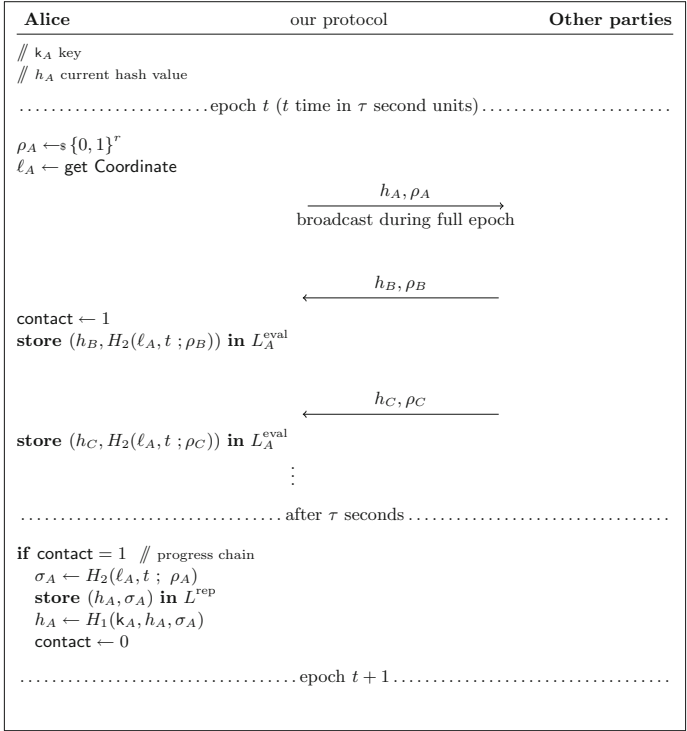 Alice our protocol Other parties
// k_A key
// h_A current hash value
........................epoch t (t time in τ second units)........................
ρ_A ←$ {0, 1}^r
ℓ_A ← get Coordinate
h_A, ρ_A
broadcast during full epoch
h_B, ρ_B
contact ← 1
store (h_B, H_2(ℓ_A, t ; ρ_B)) in L_A^eval
h_C, ρ_C
store (h_C, H_2(ℓ_A, t ; ρ_C)) in L_A^eval
⋮
.................................after τ seconds.................................
if contact = 1 // progress chain
σ_A ← H_2(ℓ_A, t ; ρ_A)
store (h_A, σ_A) in L^rep
h_A ← H_1(k_A, h_A, σ_A)
contact ← 0
...................................epoch t + 1...................................